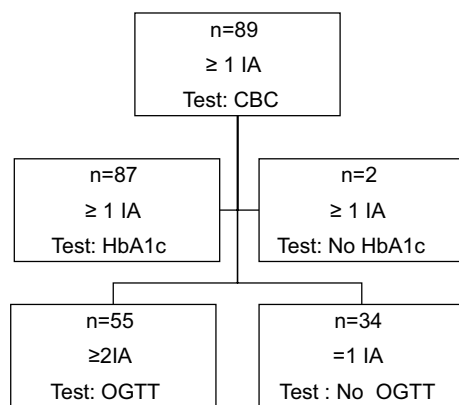 n=89
≥ 1 IA
Test: CBC
n=87
≥ 1 IA
Test: HbA1c
n=2
≥ 1 IA
Test: No HbA1c
n=55
≥2IA
Test: OGTT
n=34
=1 IA
Test : No OGTT